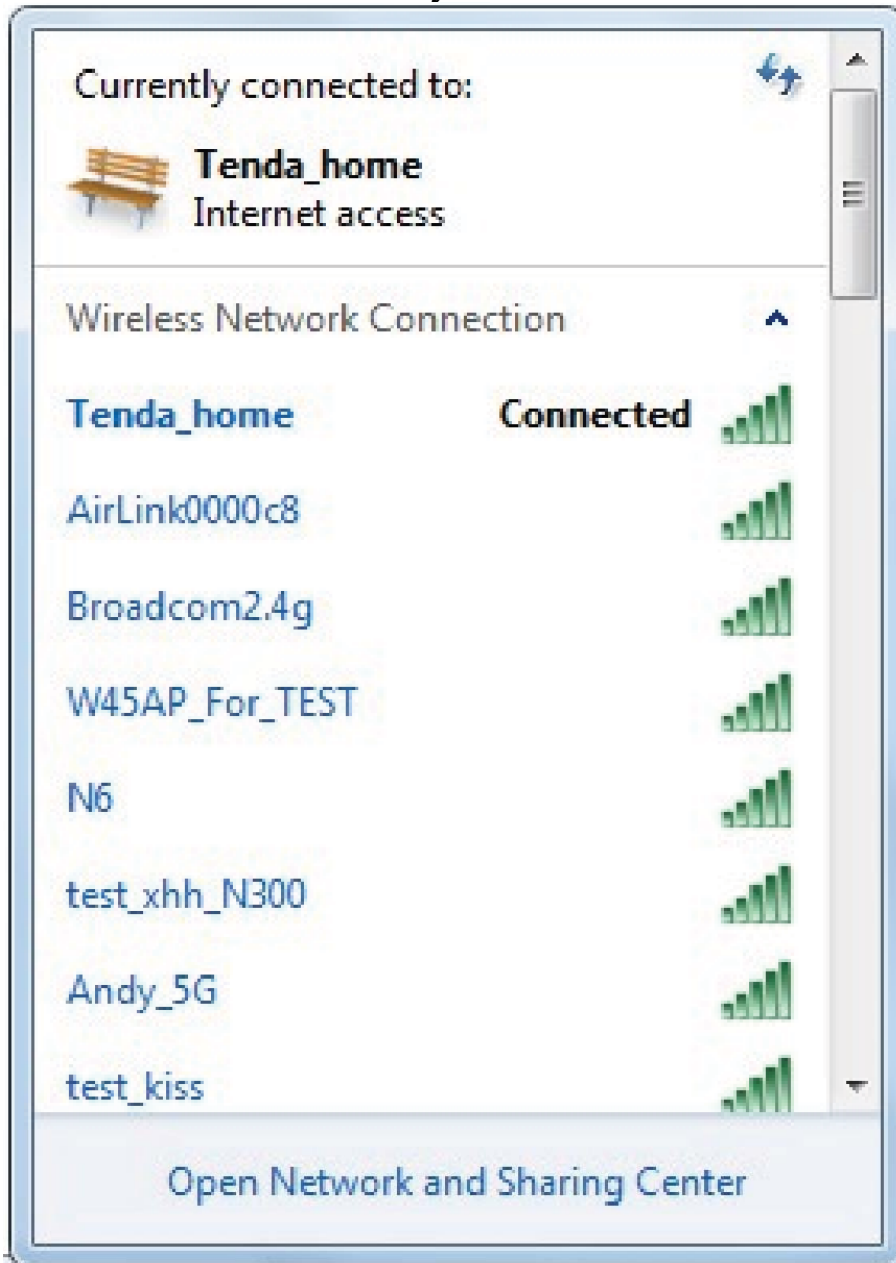 Currently connected to:
Tenda_home
Internet access
Wireless Network Connection
Tenda_home Connected
AirLink0000c8
Broadcom2.4g
W45AP_For_TEST
N6
test_xhh_N300
Andy_5G
test_kiss
Open Network and Sharing Center